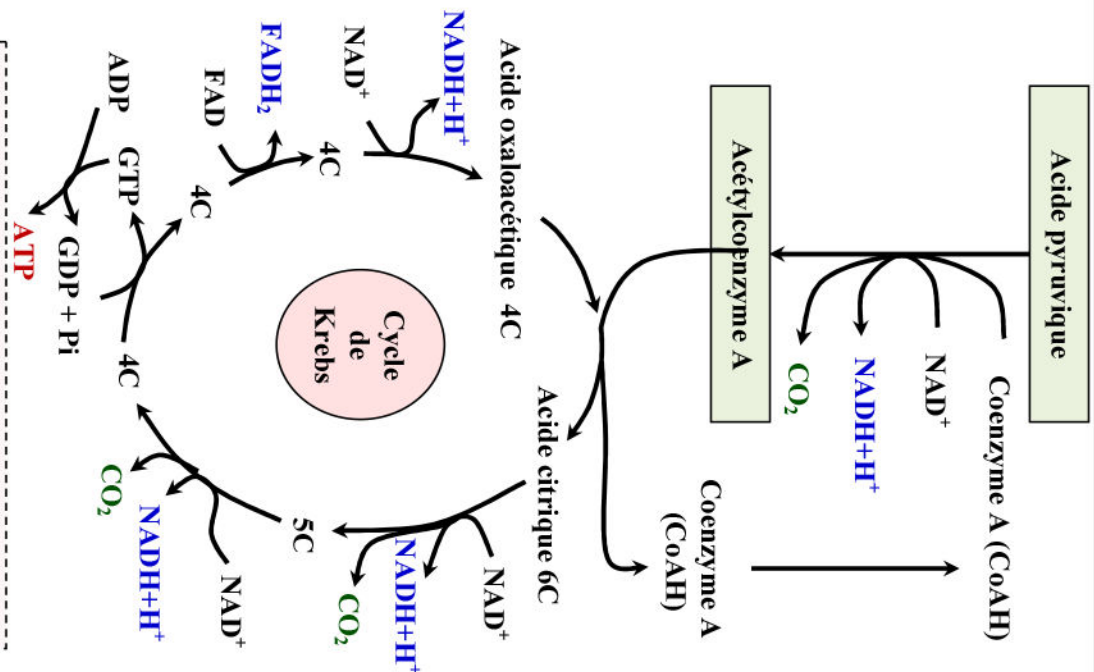 Acide pyruvique
Coenzyme A (CoAH)
NAD⁺
NADH+H⁺
CO₂
Acétylcoenzyme A
Coenzyme A
(CoAH)
Acide oxaloacétique 4C
Acide citrique 6C
NADH+H⁺
NAD⁺
NAD⁺
NADH+H⁺
CO₂
4C
Cycle
de
Krebs
5C
FADH₂
FAD
4C
NAD⁺
NADH+H⁺
CO₂
4C
GTP
GDP + Pi
ADP
ATP